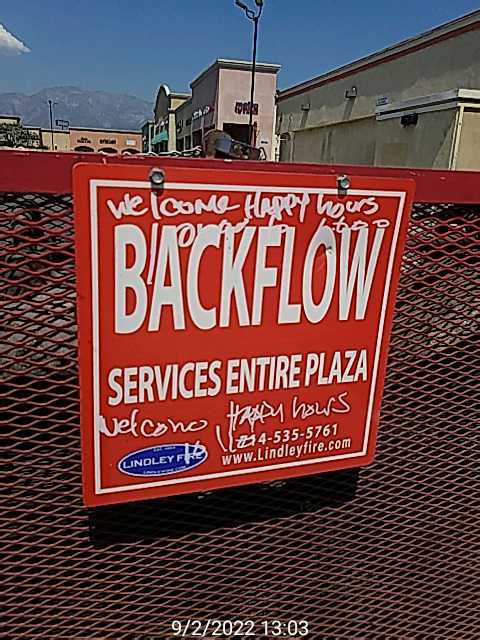 Welcome Happy hours
BACKFLOW
SERVICES ENTIRE PLAZA
welcome Happy hours
14-535-5761
LINDLEY FIRE
www.Lindleyfire.com
9/2/2022 13:03